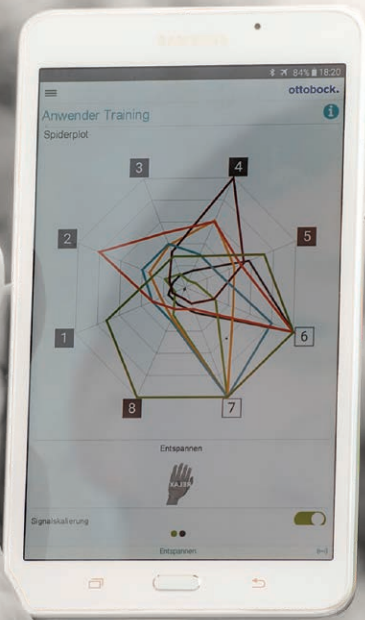 SAMSUNG
84% 18:20
ottobock.
Anwender Training
i
Spiderplot
3
4
2
5
1
6
8
7
Entspannen
RELAX
Signalskalierung
Entspannen